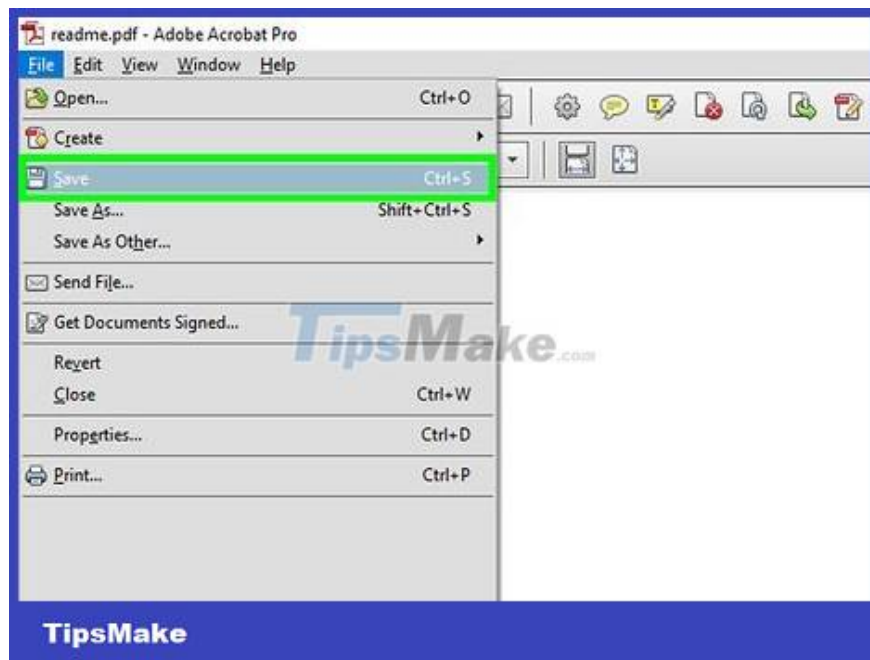 readme.pdf - Adobe Acrobat Pro
File Edit View Window Help
Open... Ctrl+O
Create
Save Ctrl+S
Save As... Shift+Ctrl+S
Save As Other...
Send File...
Get Documents Signed...
TipsMake.com
Revert
Close Ctrl+W
Properties... Ctrl+D
Print... Ctrl+P
TipsMake